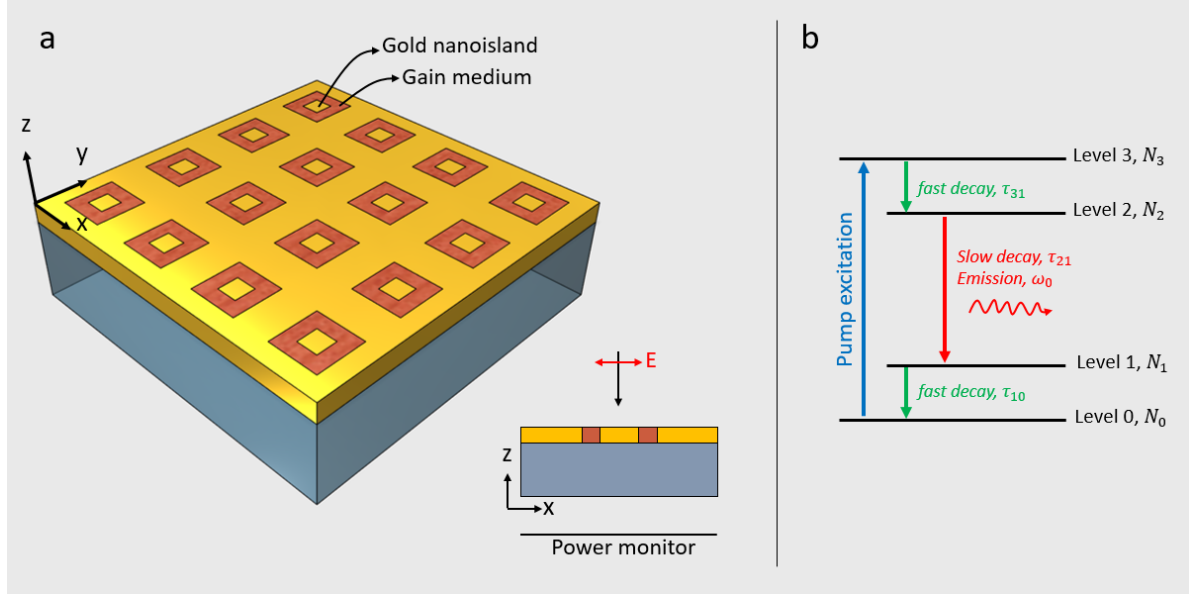 a
Gold nanoisland
Gain medium
z
y
x
E
z
x
Power monitor
b
Level 3, N₃
fast decay, τ₃₁
Level 2, N₂
Pump excitation
Slow decay, τ₂₁
Emission, ω₀
Level 1, N₁
fast decay, τ₁₀
Level 0, N₀